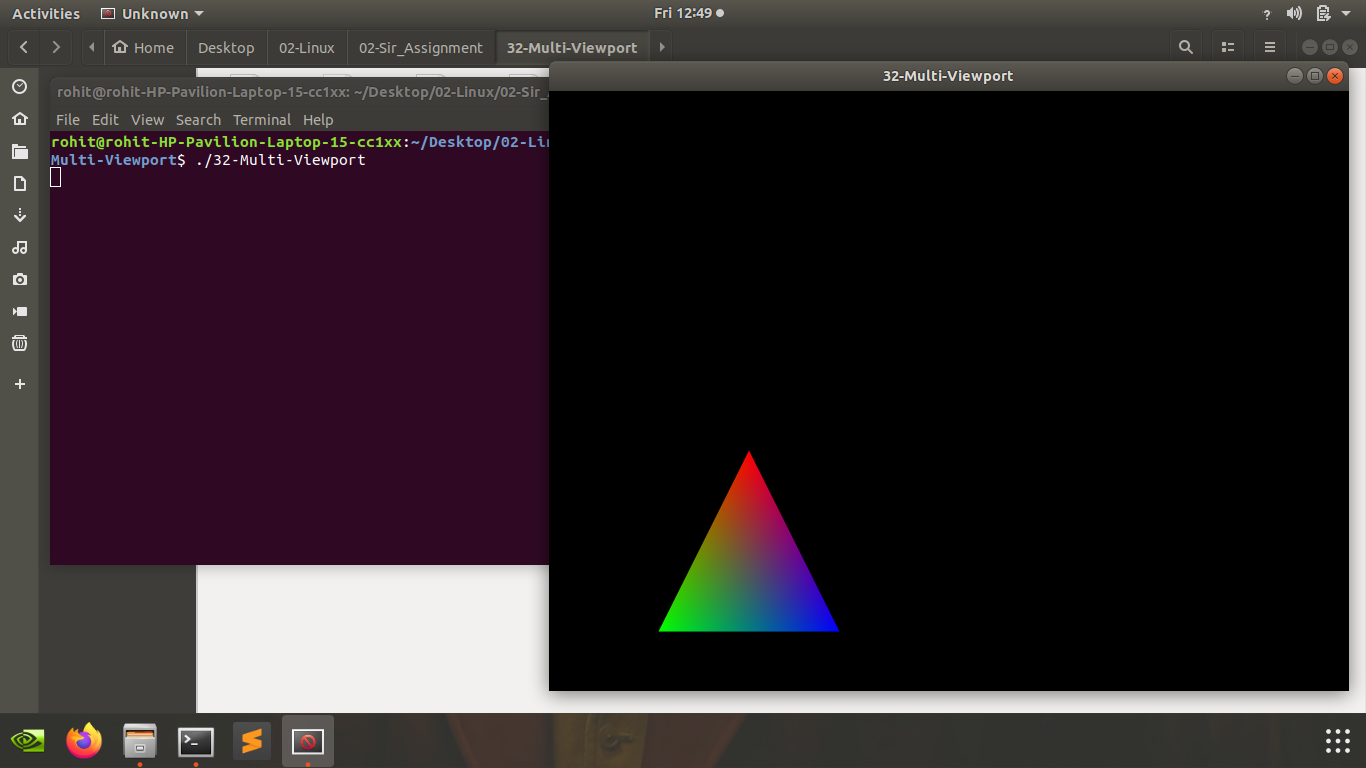 Activities Unknown Fri 12:49
Home Desktop 02-Linux 02-Sir_Assignment 32-Multi-Viewport
32-Multi-Viewport
rohit@rohit-HP-Pavilion-Laptop-15-cc1xx: ~/Desktop/02-Linux/02-Sir_
File Edit View Search Terminal Help
rohit@rohit-HP-Pavilion-Laptop-15-cc1xx:~/Desktop/02-Lin
Multi-Viewport$ ./32-Multi-Viewport